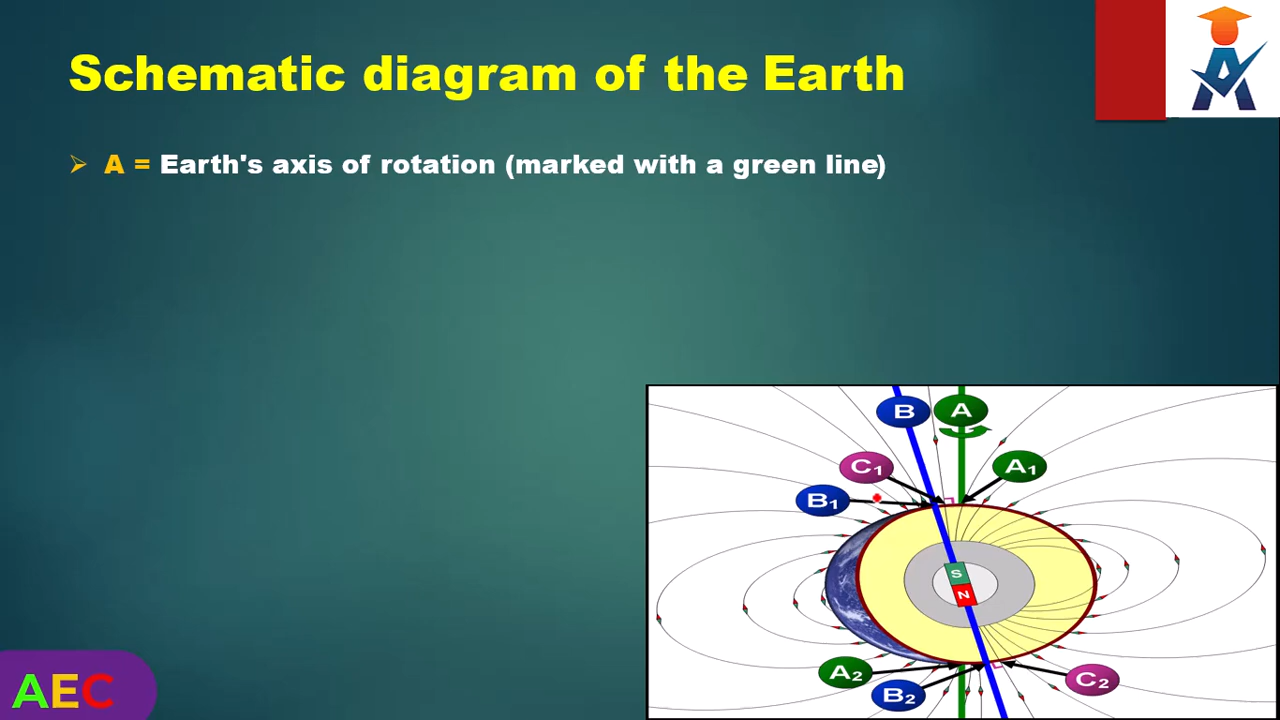 Schematic diagram of the Earth
A = Earth's axis of rotation (marked with a green line)
B A
C₁ A₁
B₁
S
N
A₂ C₂
B₂
AEC